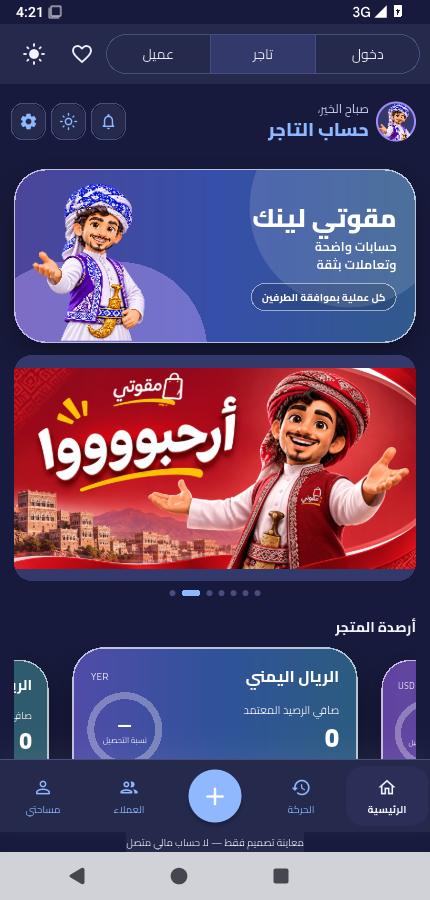 4:21
3G
دخول
تاجر
عميل
صباح الخير،
حساب التاجر
مقوتي لينك
حسابات واضحة
وتعاملات بثقة
كل عملية بموافقة الطرفين
مقوتي
أرحبوووووا
مقوتي
أرصدة المتجر
USD
الريال اليمني
YER
صافي الرصيد المعتمد
0
—
نسبة التحصيل
0
الرئيسية
الحركة
+
العملاء
مساحتي
معاينة تصميم فقط — لا حساب مالي متصل